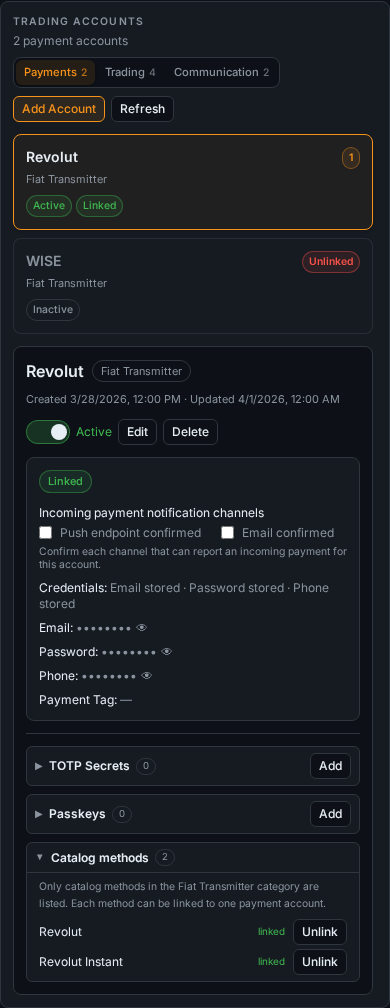 TRADING ACCOUNTS
2 payment accounts
Payments 2 Trading 4 Communication 2
Add Account Refresh
Revolut 1
Fiat Transmitter
Active Linked
WISE Unlinked
Fiat Transmitter
Inactive
Revolut Fiat Transmitter
Created 3/28/2026, 12:00 PM · Updated 4/1/2026, 12:00 AM
Active Edit Delete
Linked
Incoming payment notification channels
Push endpoint confirmed Email confirmed
Confirm each channel that can report an incoming payment for
this account.
Credentials: Email stored · Password stored · Phone
stored
Email: ••••••••
Password: ••••••••
Phone: ••••••••
Payment Tag: —
TOTP Secrets 0 Add
Passkeys 0 Add
Catalog methods 2
Only catalog methods in the Fiat Transmitter category are
listed. Each method can be linked to one payment account.
Revolut linked Unlink
Revolut Instant linked Unlink